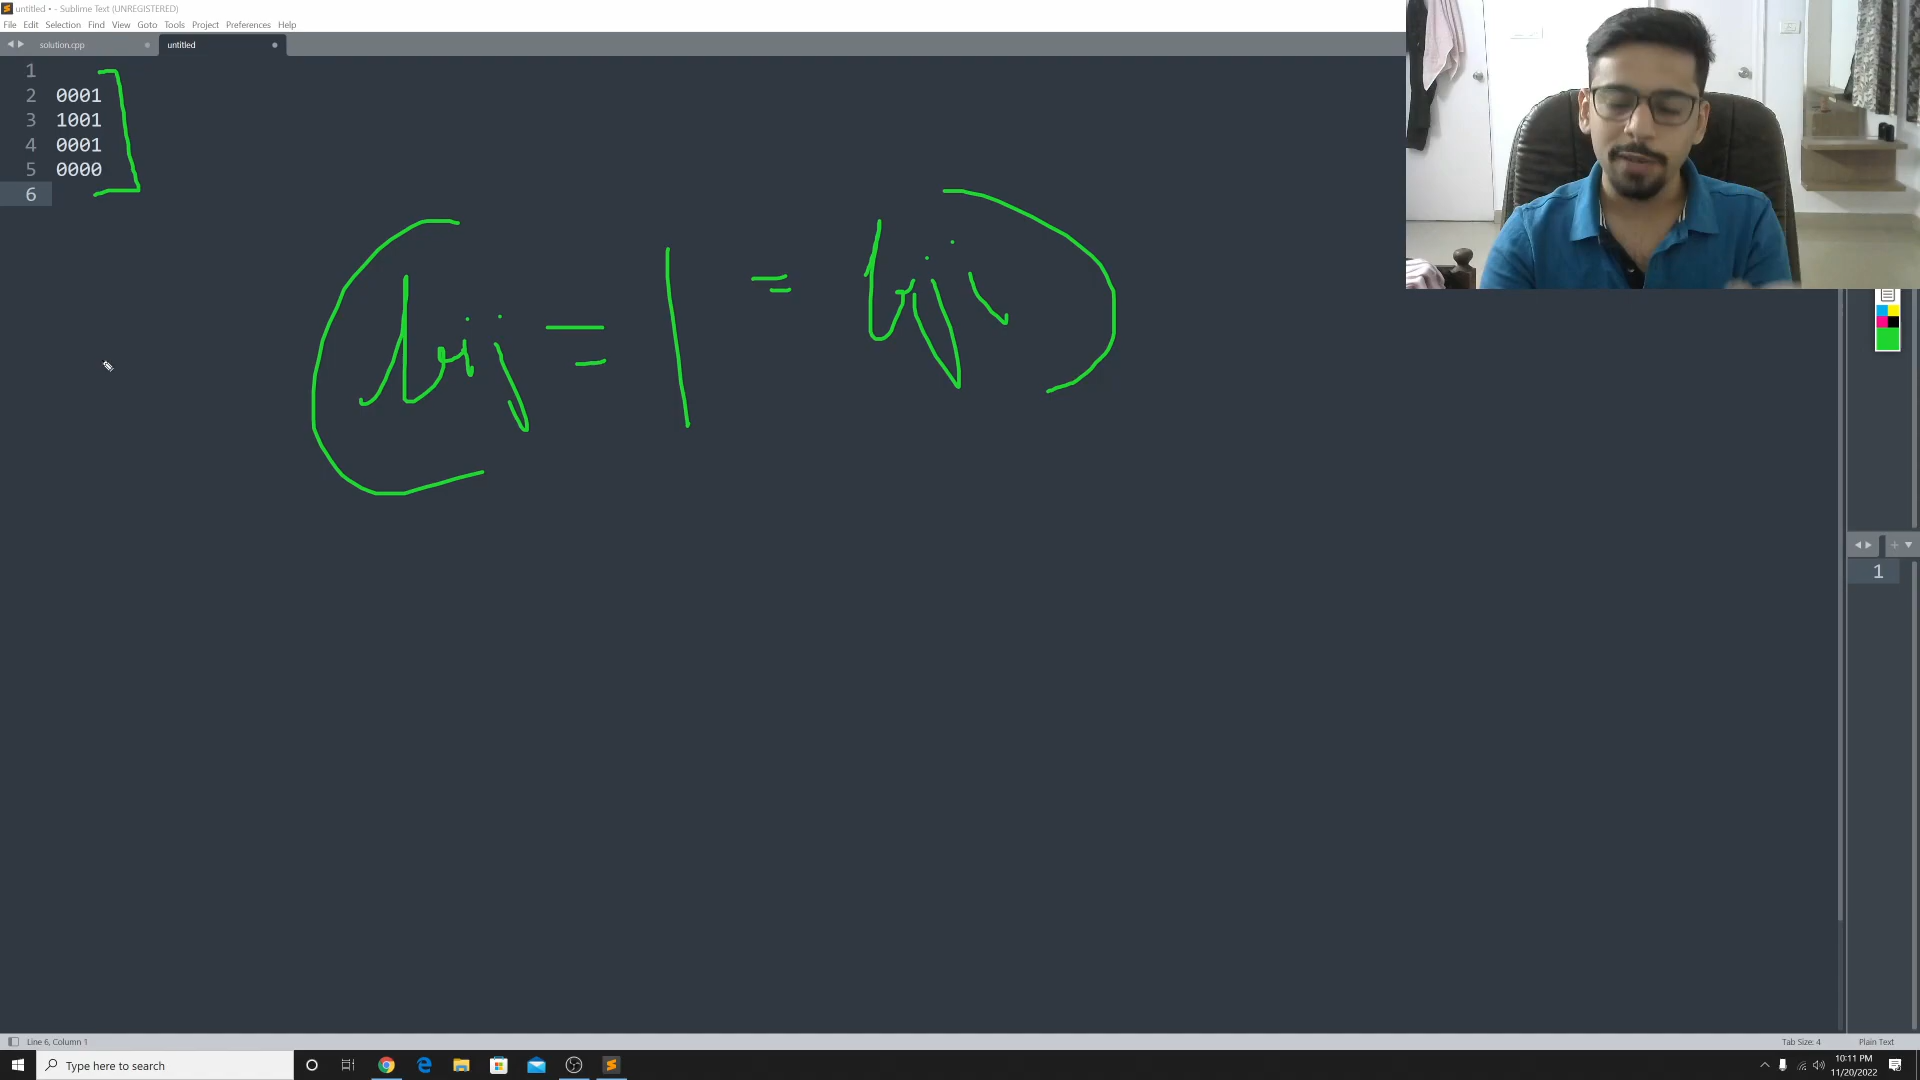 untitled • - Sublime Text (UNREGISTERED)
File Edit Selection Find View Goto Tools Project Preferences Help
solution.cpp untitled
1
2 0001
3 1001
4 0001
5 0000
6
bij = 1 = bji
1
Line 6, Column 1
Tab Size: 4 Plain Text
Type here to search
10:11 PM
11/20/2022